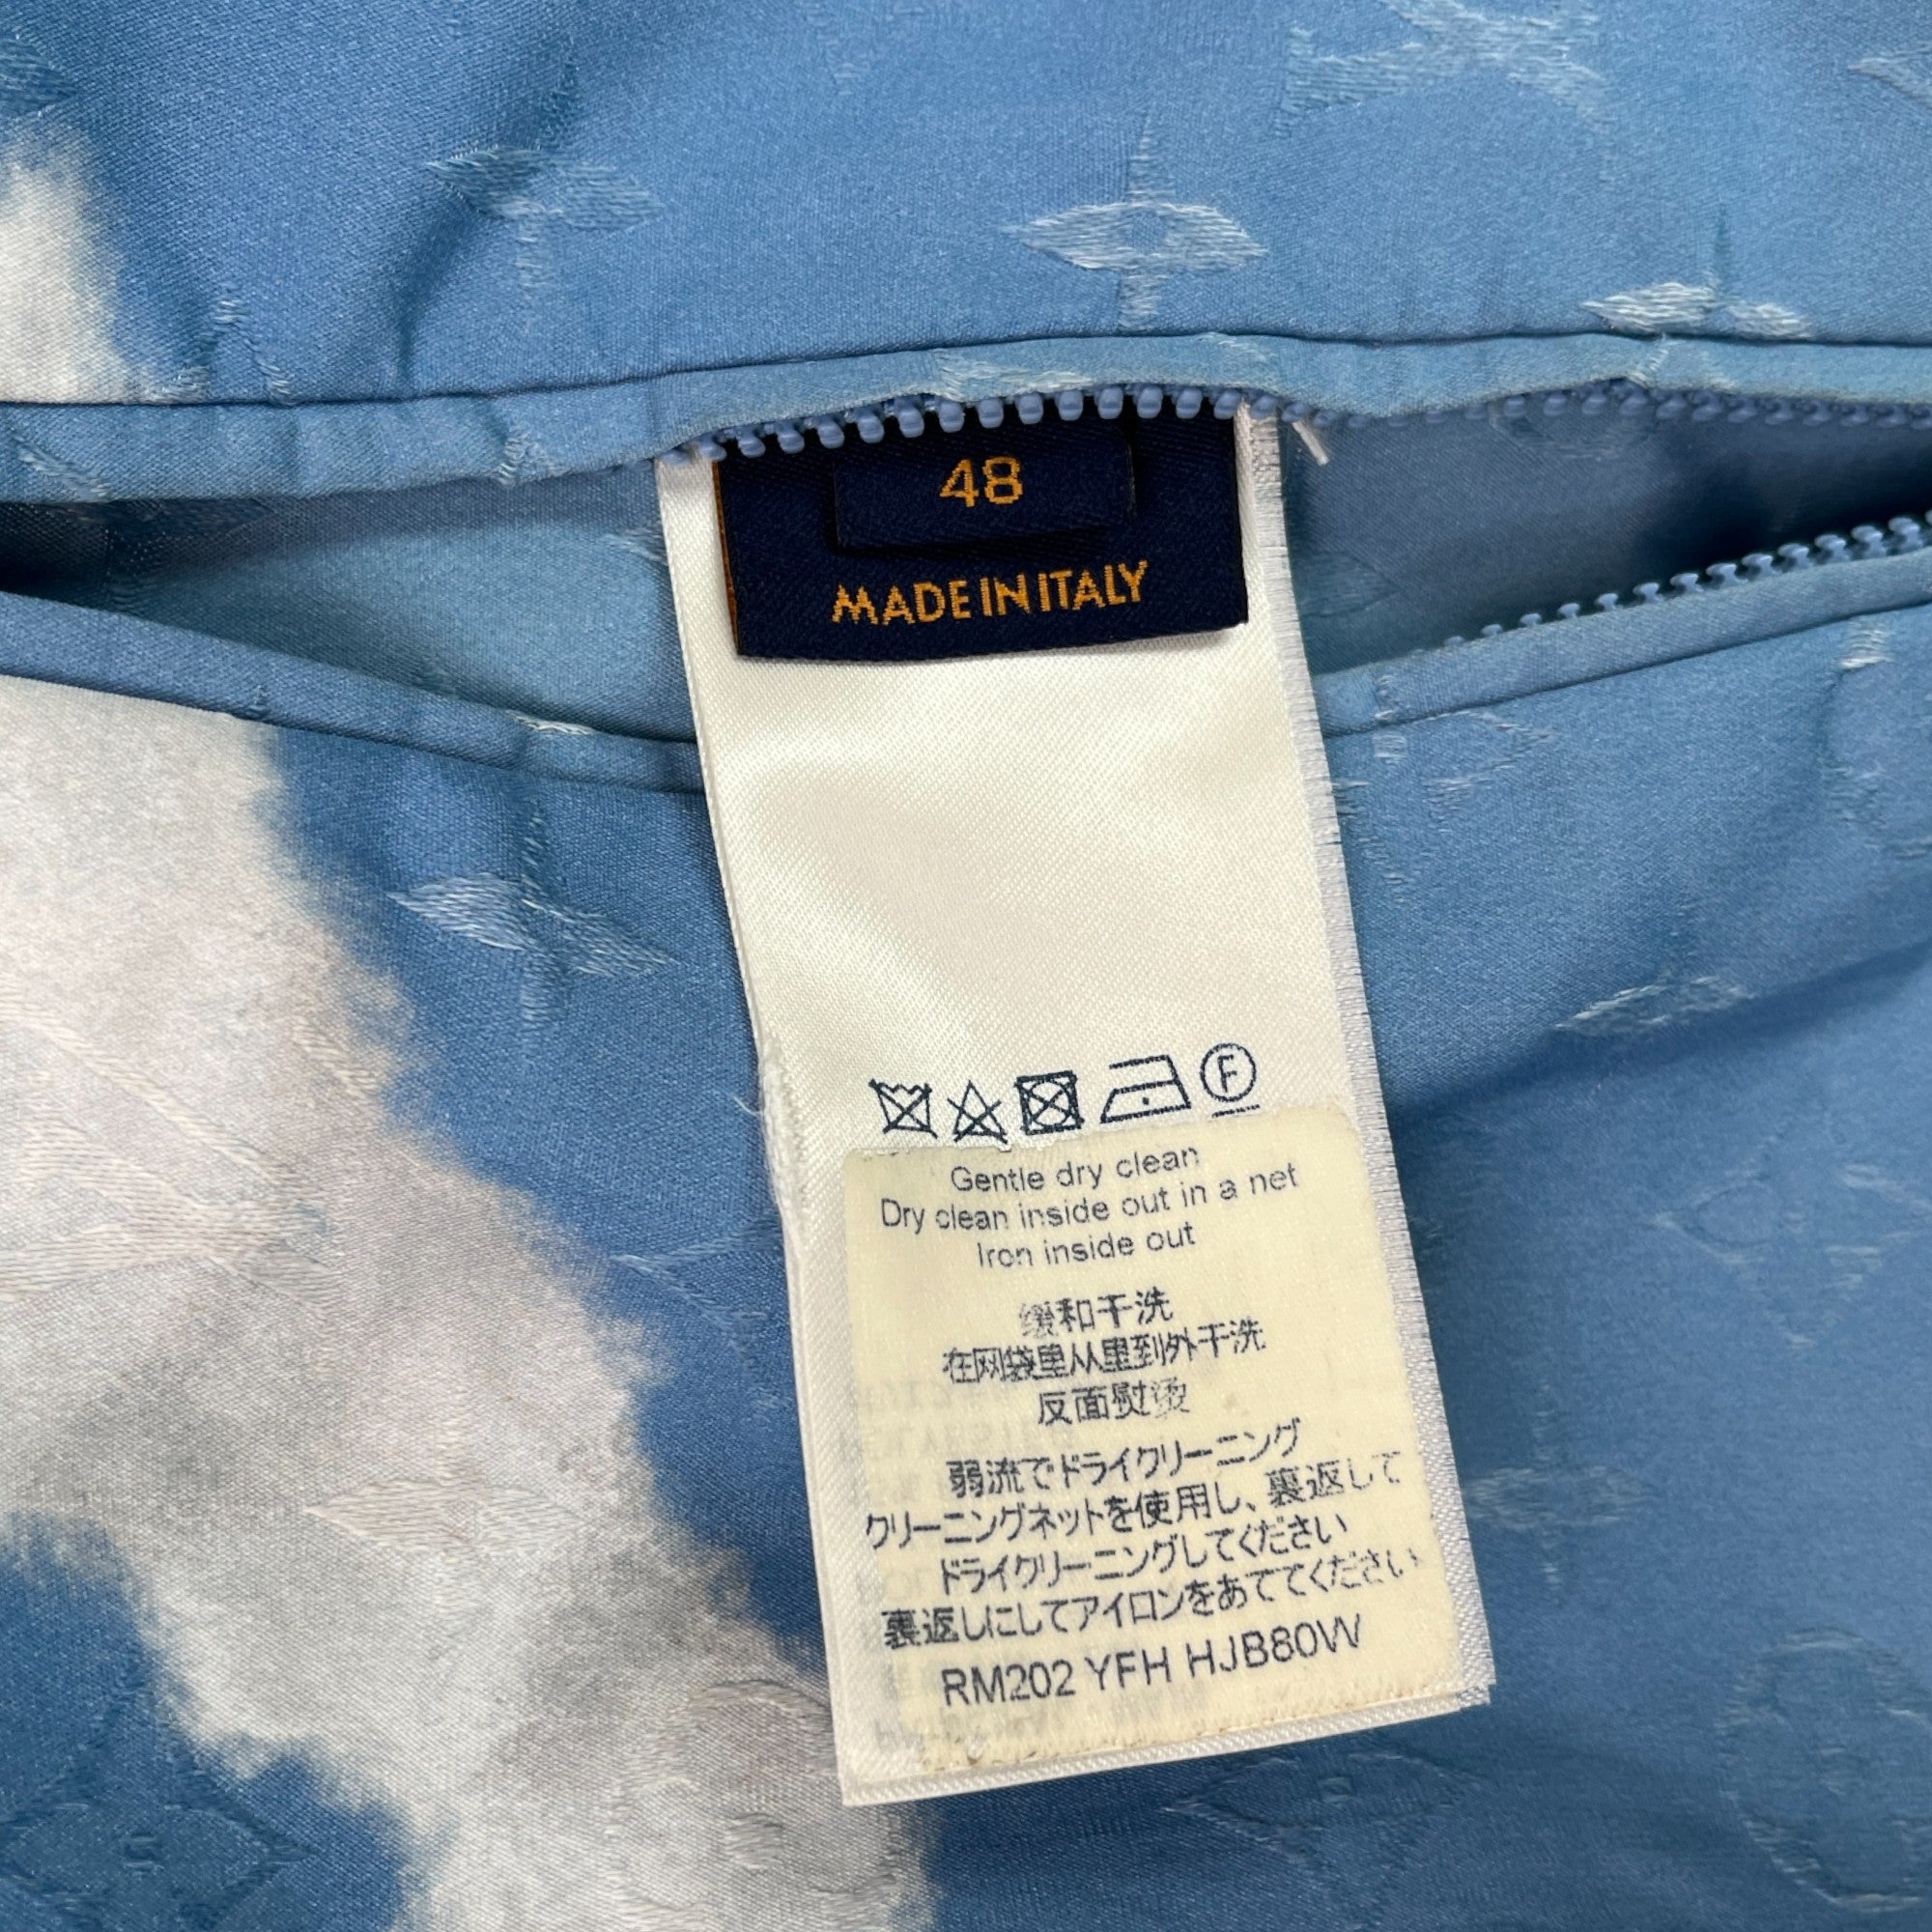 48
MADE IN ITALY
F
Gentle dry clean
Dry clean inside out in a net
Iron inside out
缓和干洗
在网袋里从里到外干洗
反面熨烫
弱流でドライクリーニング
クリーニングネットを使用し、裏返して
ドライクリーニングしてください
裏返しにしてアイロンをあててください
RM202 YFH HJB80W